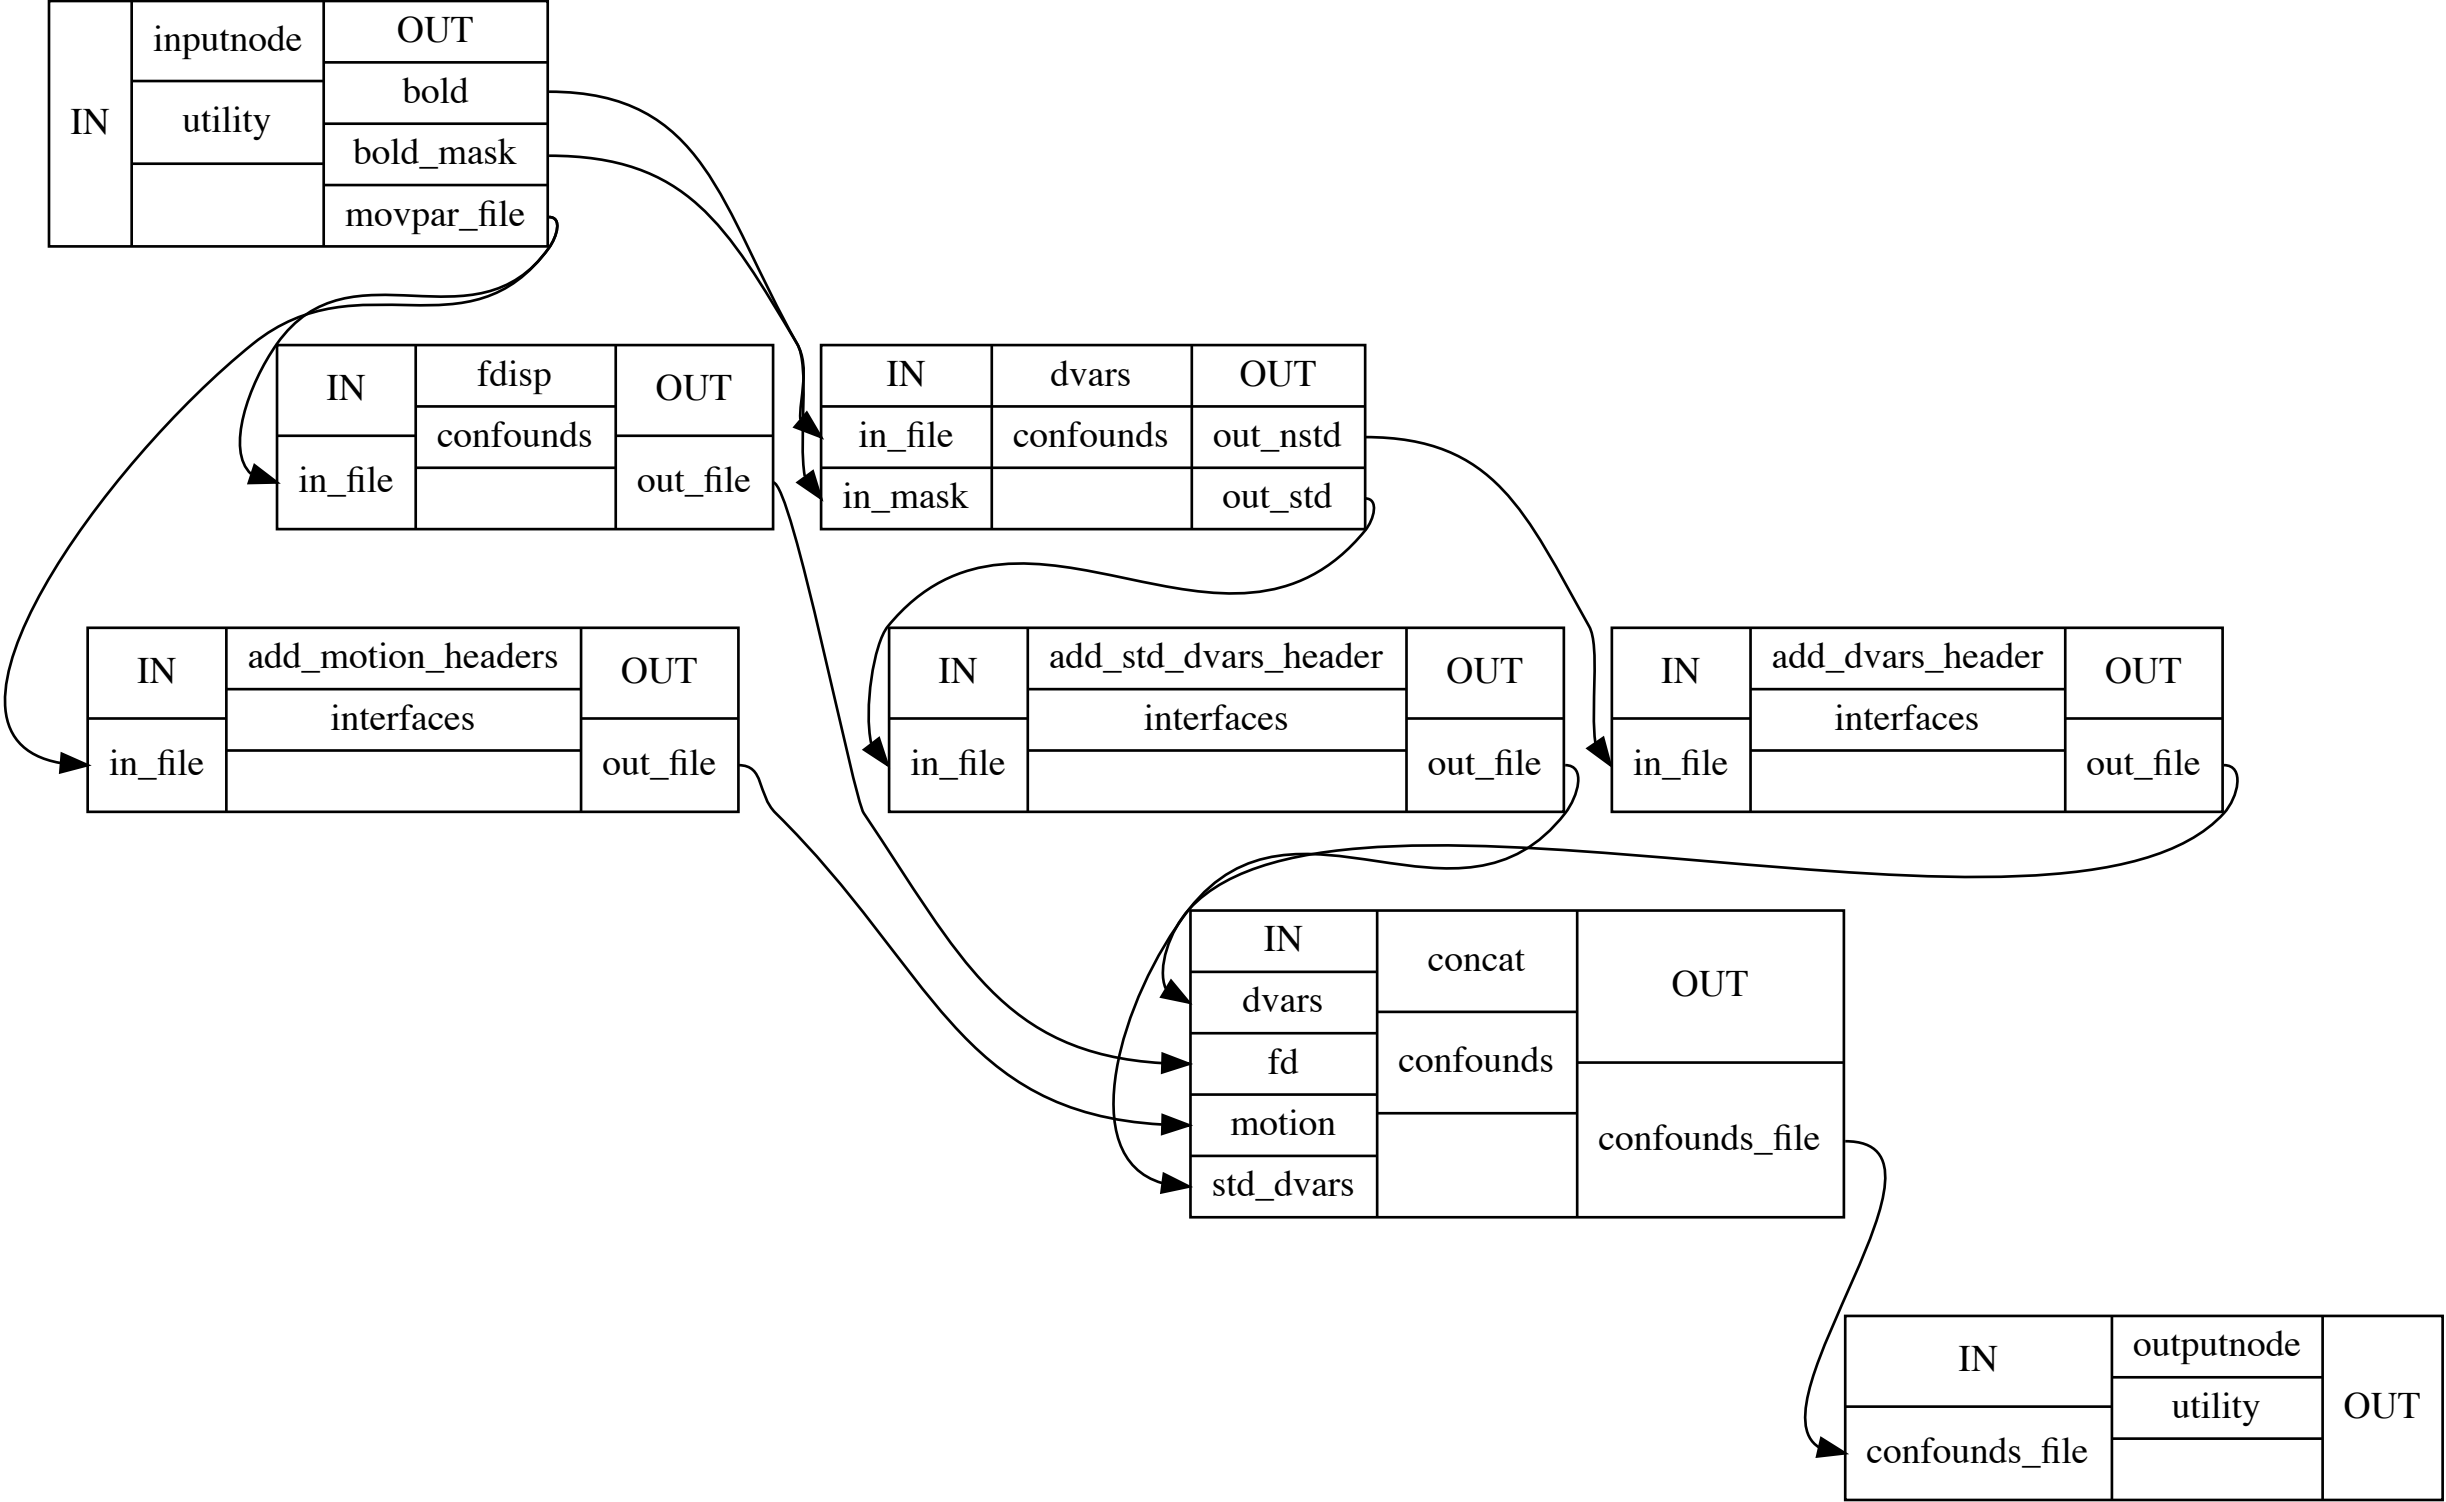 IN
inputnode
utility
OUT
bold
bold_mask
movpar_file
IN
in_file
fdisp
confounds
OUT
out_file
IN
in_file
in_mask
dvars
confounds
OUT
out_nstd
out_std
IN
in_file
add_motion_headers
interfaces
OUT
out_file
IN
in_file
add_std_dvars_header
interfaces
OUT
out_file
IN
in_file
add_dvars_header
interfaces
OUT
out_file
IN
dvars
fd
motion
std_dvars
concat
confounds
OUT
confounds_file
IN
confounds_file
outputnode
utility
OUT